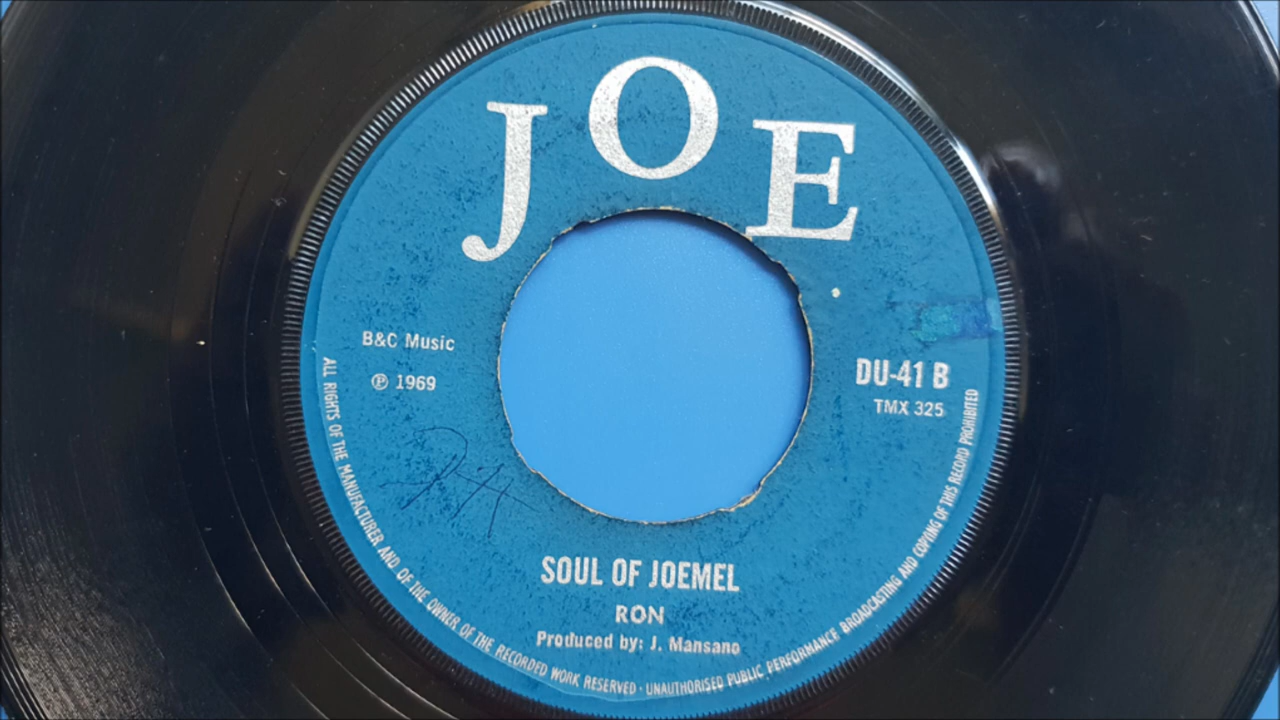 JOE
B&C Music
℗ 1969
DU-41 B
TMX 325
SOUL OF JOEMEL
RON
Produced by: J. Mansano
ALL RIGHTS OF THE MANUFACTURER AND OF THE OWNER OF THE RECORDED WORK RESERVED · UNAUTHORISED PUBLIC PERFORMANCE BROADCASTING AND COPYING OF THIS RECORD PROHIBITED